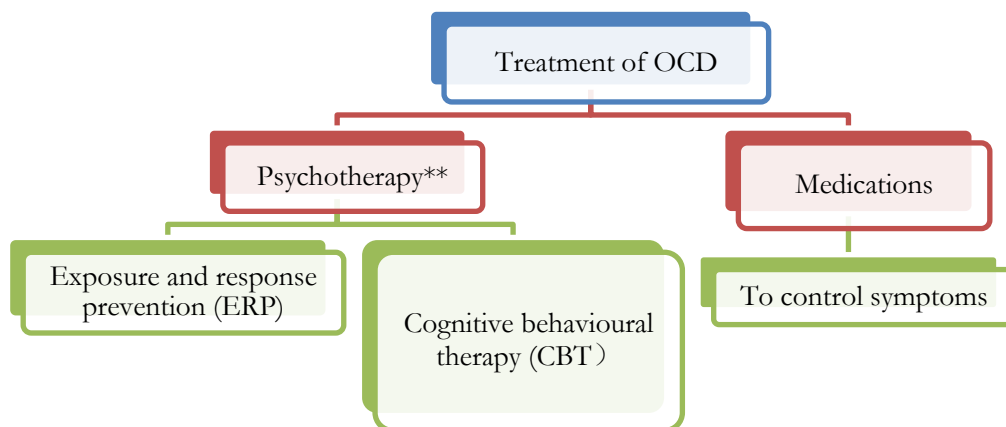 Treatment of OCD
Psychotherapy**
Medications
Exposure and response
prevention (ERP)
Cognitive behavioural
therapy (CBT）
To control symptoms